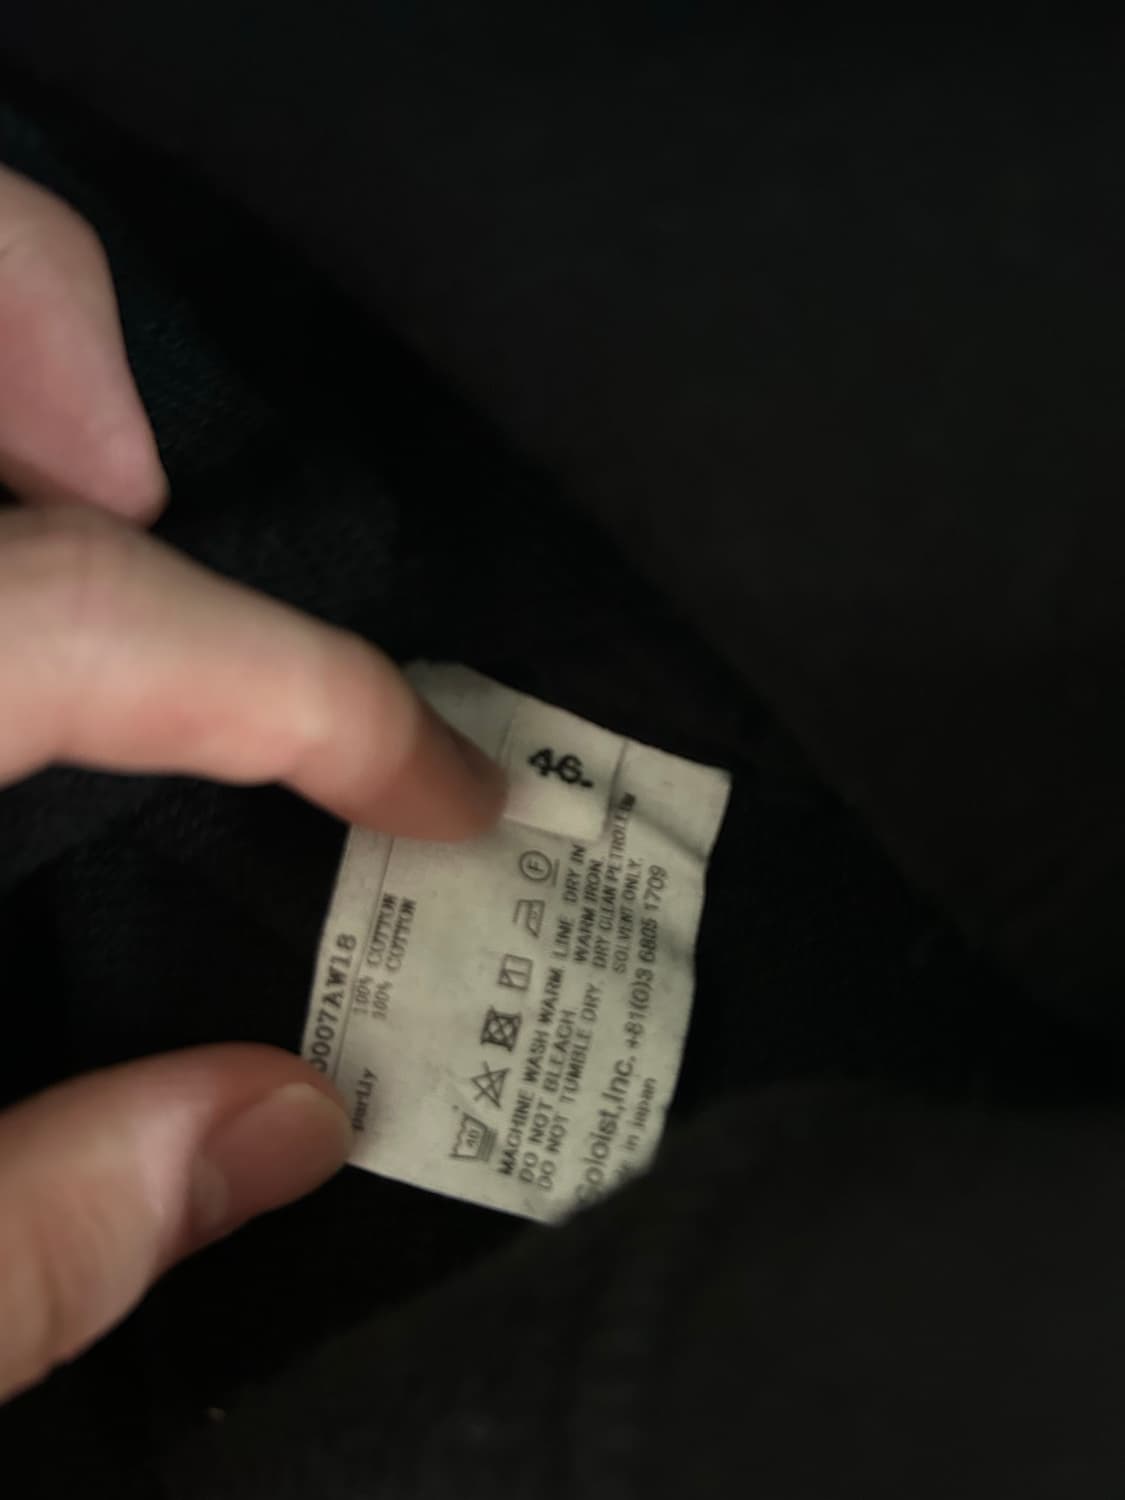 46.
0007AW18
100% COTTON
100% COTTON
partly
MACHINE WASH WARM. LINE DRY IN
DO NOT BLEACH. WARM IRON.
DO NOT TUMBLE DRY. DRY CLEAN PETROLEUM
SOLVENT ONLY.
Soloist,Inc. +81(0)3 6805 1709
in japan